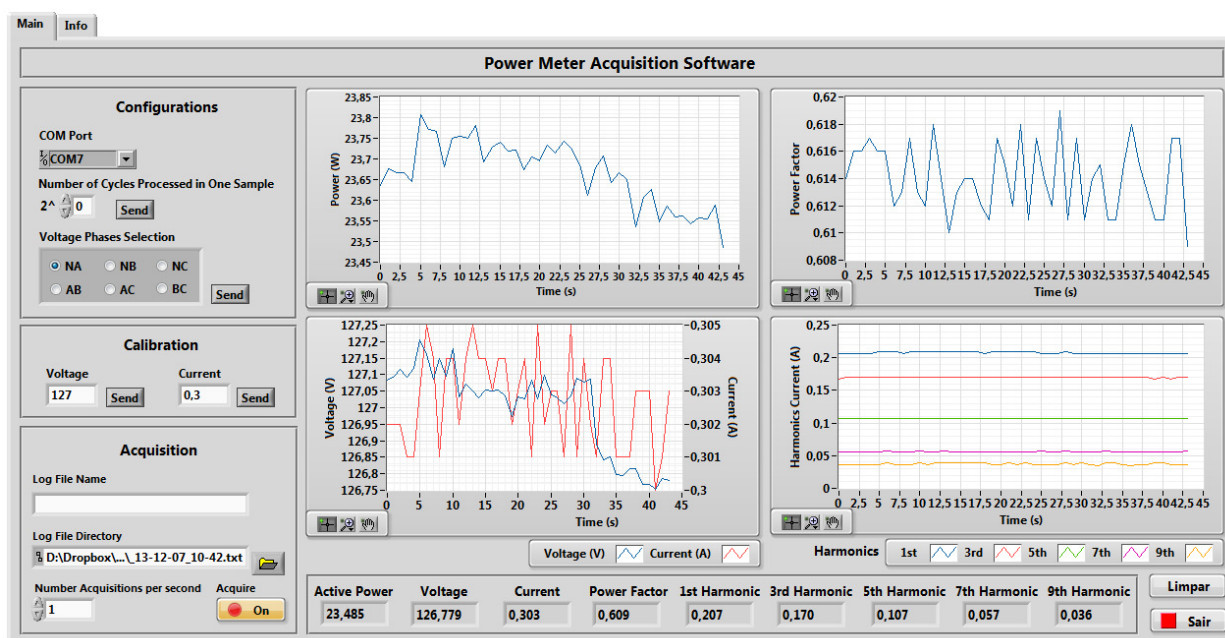 Main Info
Power Meter Acquisition Software
Configurations
COM Port
COM7
Number of Cycles Processed in One Sample
2^ 0 Send
Voltage Phases Selection
NA NB NC
AB AC BC
Send
Calibration
Voltage Current
127 Send 0,3 Send
Acquisition
Log File Name
Log File Directory
D:\Dropbox\...\_13-12-07_10-42.txt
Number Acquisitions per second Acquire
1 On
Power (W)
23,85
23,8
23,75
23,7
23,65
23,6
23,55
23,5
23,45
0 2,5 5 7,5 10 12,5 15 17,5 20 22,5 25 27,5 30 32,5 35 37,5 40 42,5 45
Time (s)
Power Factor
0,62
0,618
0,616
0,614
0,612
0,61
0,608
0 2,5 5 7,5 10 12,5 15 17,5 20 22,5 25 27,5 30 32,5 35 37,5 40 42,5 45
Time (s)
Voltage (V)
127,25
127,2
127,15
127,1
127,05
127
126,95
126,9
126,85
126,8
126,75
0 5 10 15 20 25 30 35 40 45
Time (s)
0,305
0,304
0,303
0,302
0,301
0,3
Current (A)
Voltage (V) Current (A)
Harmonics Current (A)
0,25
0,2
0,15
0,1
0,05
0
0 2,5 5 7,5 10 12,5 15 17,5 20 22,5 25 27,5 30 32,5 35 37,5 40 42,5 45
Time (s)
Harmonics 1st 3rd 5th 7th 9th
Active Power Voltage Current Power Factor 1st Harmonic 3rd Harmonic 5th Harmonic 7th Harmonic 9th Harmonic
23,485 126,779 0,303 0,609 0,207 0,170 0,107 0,057 0,036
Limpar
Sair